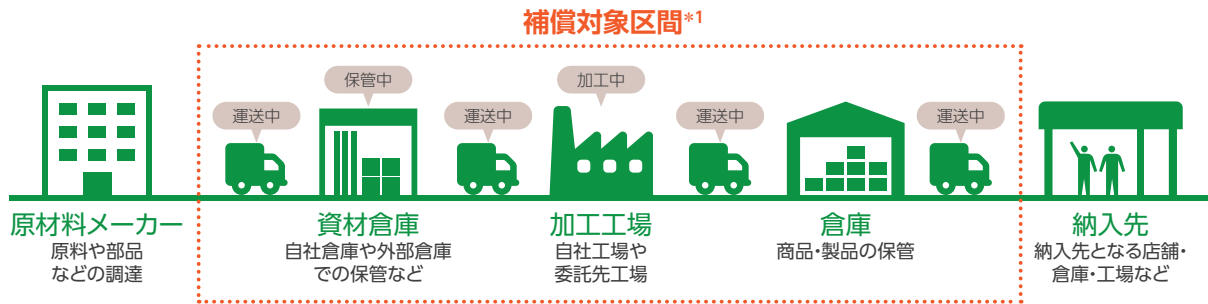 補償対象区間*1
保管中
加工中
運送中
運送中
運送中
運送中
原材料メーカー
原料や部品
などの調達
資材倉庫
自社倉庫や外部倉庫
での保管など
加工工場
自社工場や
委託先工場
倉庫
商品・製品の保管
納入先
納入先となる店舗・
倉庫・工場など